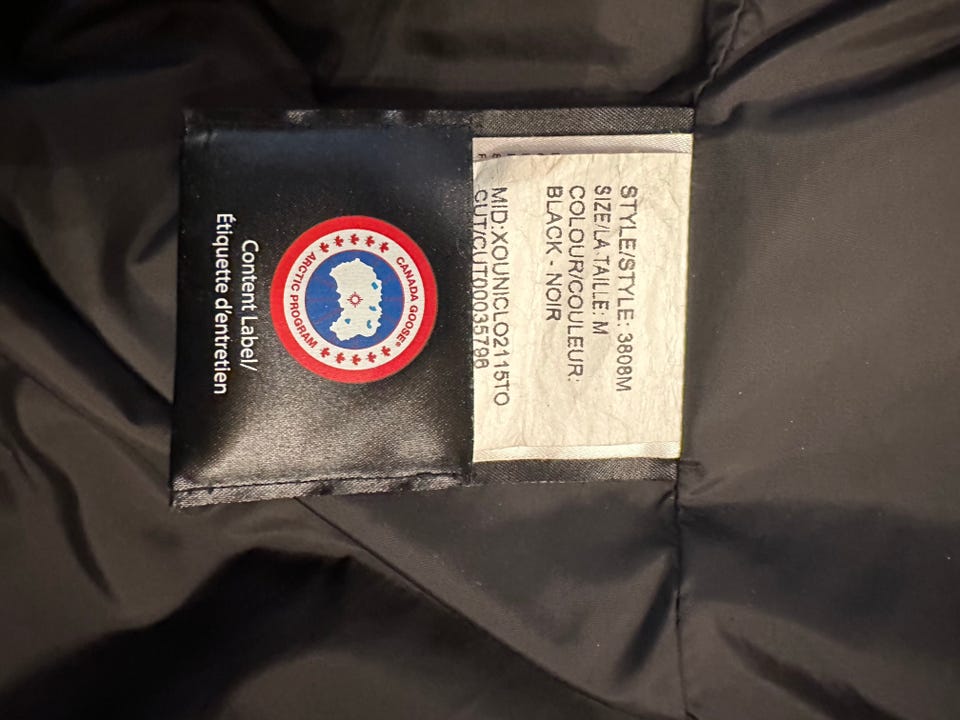 STYLE/STYLE: 3808M
SIZE/LA TAILLE: M
COLOUR/COULEUR:
BLACK - NOIR
MID:XOUNICLO2115TO
CUT/CUT00035798
CANADA GOOSE®
ARCTIC PROGRAM
Content Label/
Étiquette d'entretien